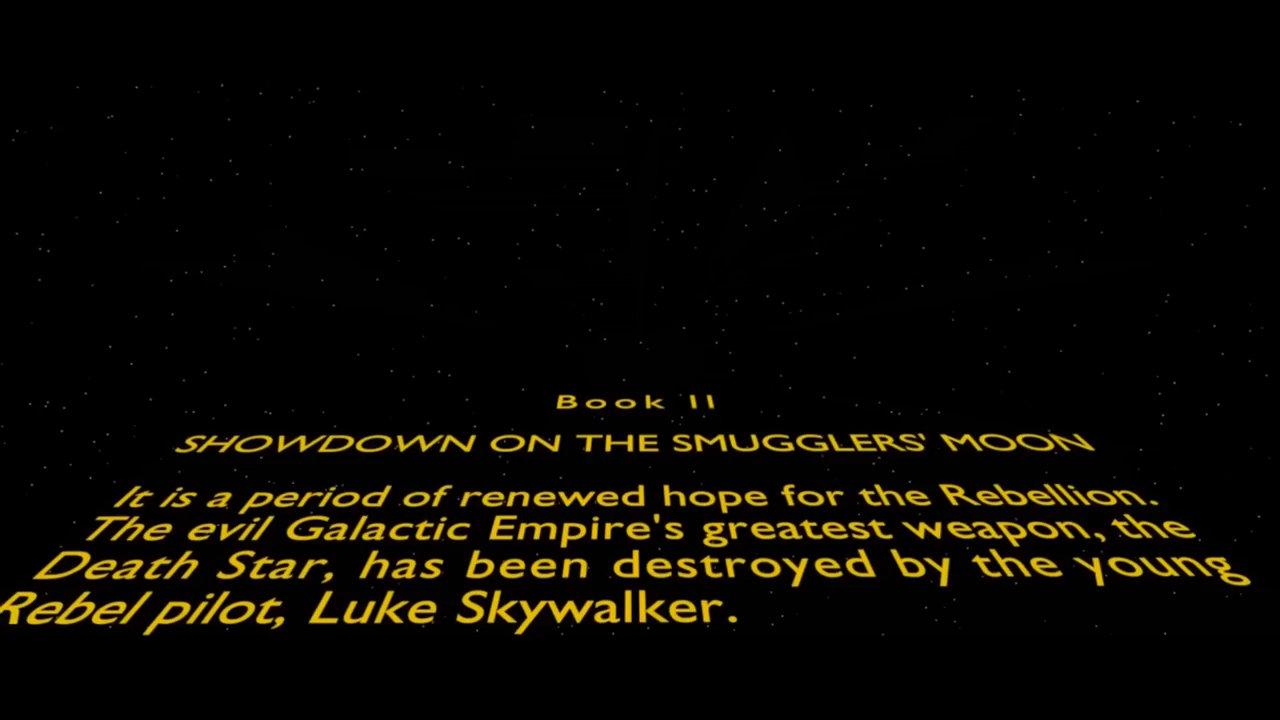 Book II
SHOWDOWN ON THE SMUGGLERS' MOON
It is a period of renewed hope for the Rebellion.
The evil Galactic Empire's greatest weapon, the
Death Star, has been destroyed by the young
Rebel pilot, Luke Skywalker.